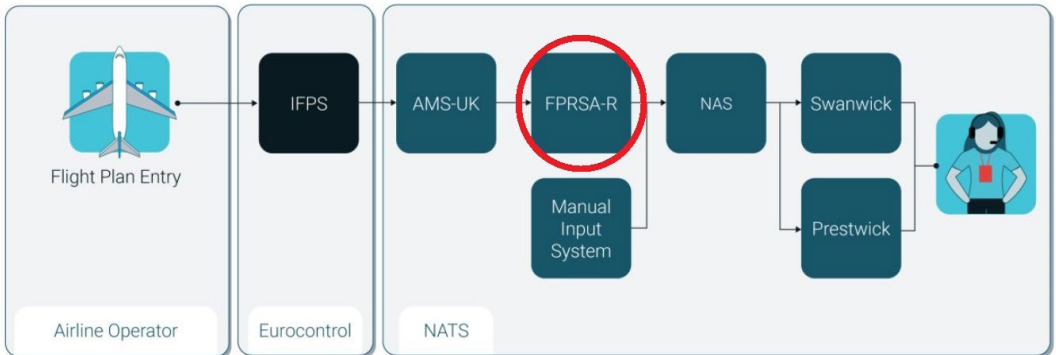 Flight Plan Entry
IFPS
AMS-UK
FPRSA-R
NAS
Swanwick
Manual
Input
System
Prestwick
Airline Operator
Eurocontrol
NATS